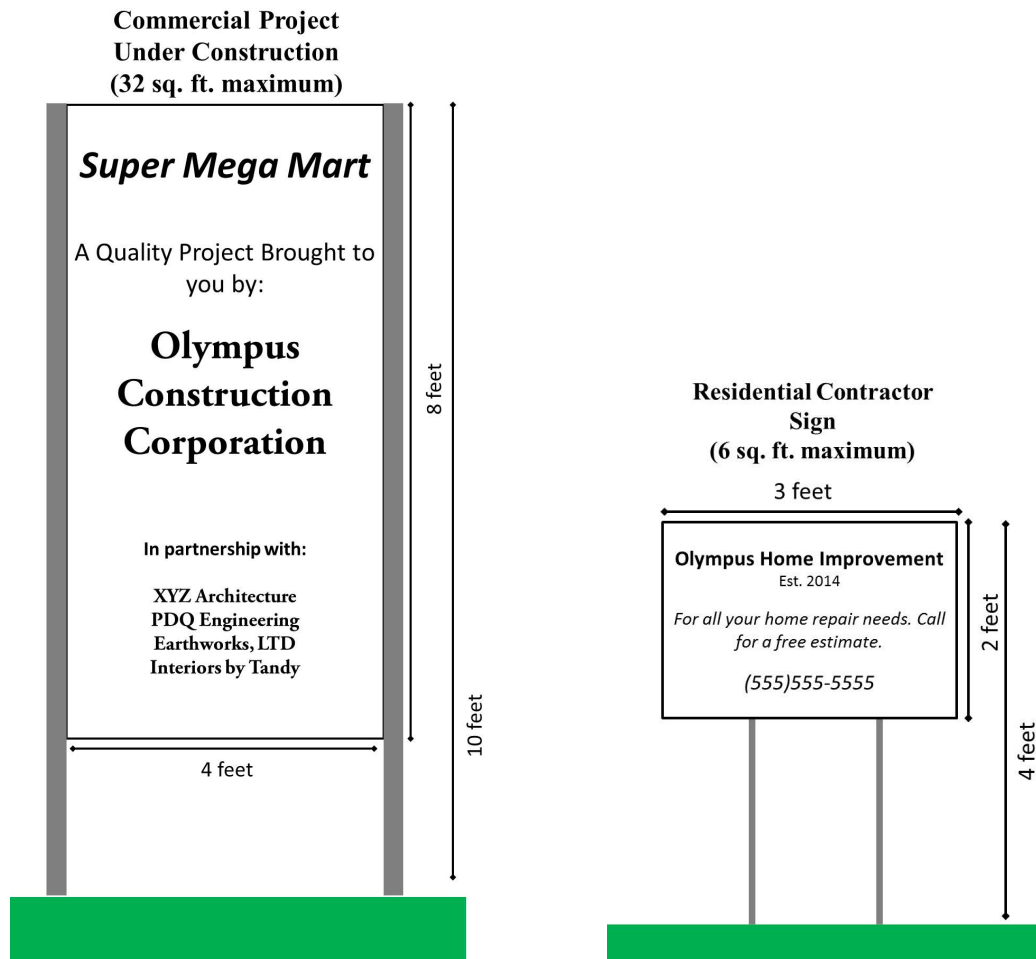 Commercial Project
Under Construction
(32 sq. ft. maximum)
Super Mega Mart
A Quality Project Brought to
you by:
Olympus
Construction
Corporation
In partnership with:
XYZ Architecture
PDQ Engineering
Earthworks, LTD
Interiors by Tandy
8 feet
10 feet
4 feet
Residential Contractor
Sign
(6 sq. ft. maximum)
3 feet
Olympus Home Improvement
Est. 2014
For all your home repair needs. Call
for a free estimate.
(555)555-5555
2 feet
4 feet